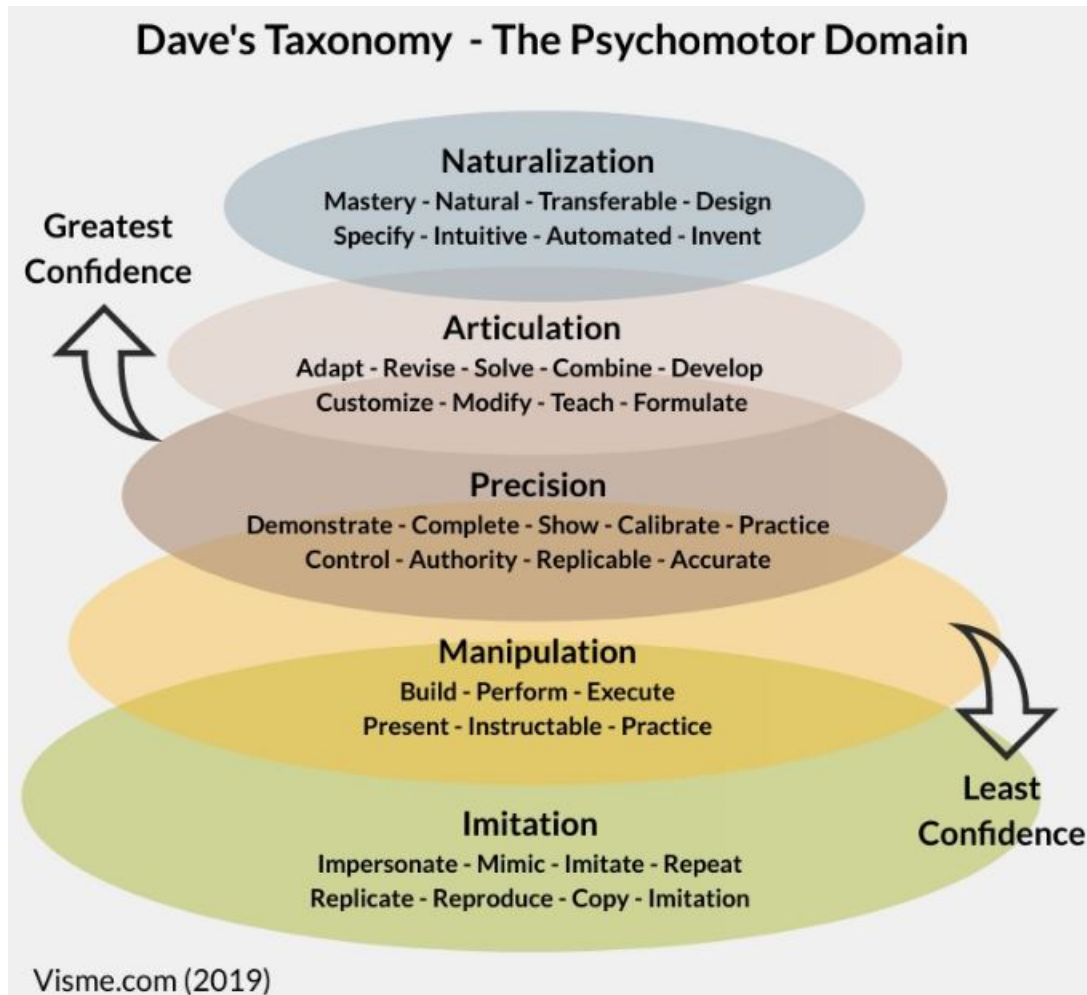 Dave's Taxonomy - The Psychomotor Domain
Naturalization
Mastery - Natural - Transferable - Design
Specify - Intuitive - Automated - Invent
Greatest
Confidence
Articulation
Adapt - Revise - Solve - Combine - Develop
Customize - Modify - Teach - Formulate
Precision
Demonstrate - Complete - Show - Calibrate - Practice
Control - Authority - Replicable - Accurate
Manipulation
Build - Perform - Execute
Present - Instructable - Practice
Least
Confidence
Imitation
Impersonate - Mimic - Imitate - Repeat
Replicate - Reproduce - Copy - Imitation
Visme.com (2019)